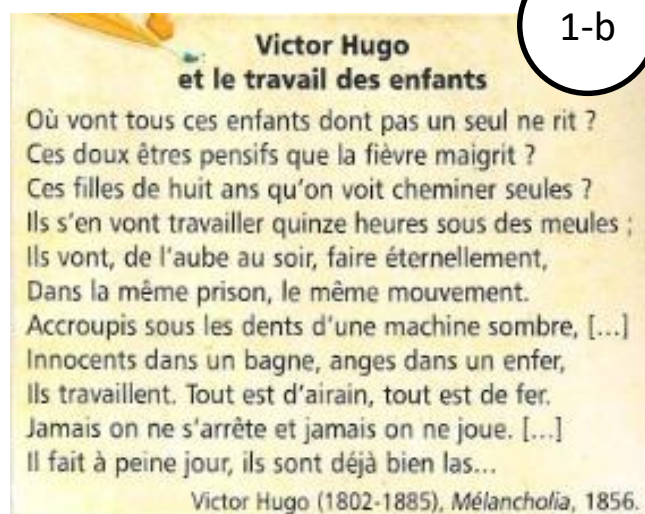 1-b
Victor Hugo
et le travail des enfants
Où vont tous ces enfants dont pas un seul ne rit ?
Ces doux êtres pensifs que la fièvre maigrit ?
Ces filles de huit ans qu'on voit cheminer seules ?
Ils s'en vont travailler quinze heures sous des meules ;
Ils vont, de l'aube au soir, faire éternellement,
Dans la même prison, le même mouvement.
Accroupis sous les dents d'une machine sombre, [...]
Innocents dans un bagne, anges dans un enfer,
Ils travaillent. Tout est d'airain, tout est de fer.
Jamais on ne s'arrête et jamais on ne joue. [...]
Il fait à peine jour, ils sont déjà bien las...
Victor Hugo (1802-1885), Mélancholia, 1856.